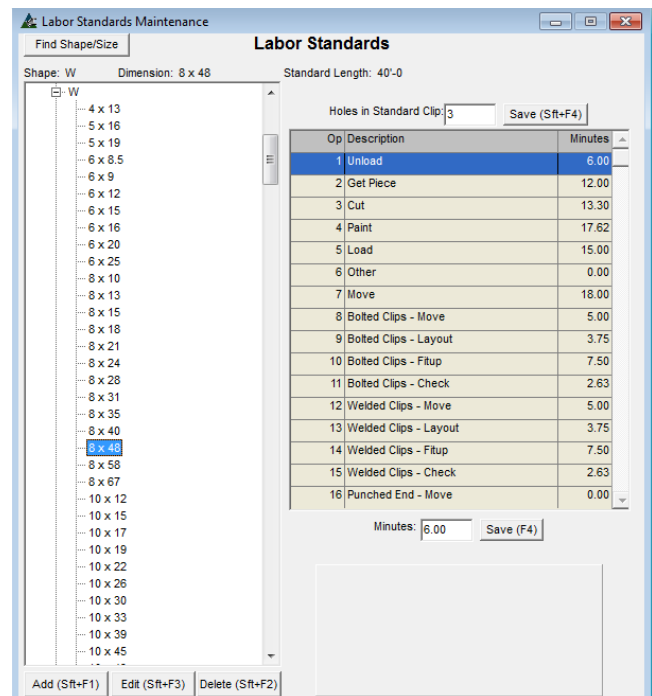 Labor Standards Maintenance
Find Shape/Size
Labor Standards
Shape: W Dimension: 8 x 48 Standard Length: 40'-0
W
4 x 13
5 x 16
5 x 19
6 x 8.5
6 x 9
6 x 12
6 x 15
6 x 16
6 x 20
6 x 25
8 x 10
8 x 13
8 x 15
8 x 18
8 x 21
8 x 24
8 x 28
8 x 31
8 x 35
8 x 40
8 x 48
8 x 58
8 x 67
10 x 12
10 x 15
10 x 17
10 x 19
10 x 22
10 x 26
10 x 30
10 x 33
10 x 39
10 x 45
Add (Sft+F1) Edit (Sft+F3) Delete (Sft+F2)
Holes in Standard Clip: 3 Save (Sft+F4)
Op Description Minutes
1 Unload 6.00
2 Get Piece 12.00
3 Cut 13.30
4 Paint 17.62
5 Load 15.00
6 Other 0.00
7 Move 18.00
8 Bolted Clips - Move 5.00
9 Bolted Clips - Layout 3.75
10 Bolted Clips - Fitup 7.50
11 Bolted Clips - Check 2.63
12 Welded Clips - Move 5.00
13 Welded Clips - Layout 3.75
14 Welded Clips - Fitup 7.50
15 Welded Clips - Check 2.63
16 Punched End - Move 0.00
Minutes: 6.00 Save (F4)